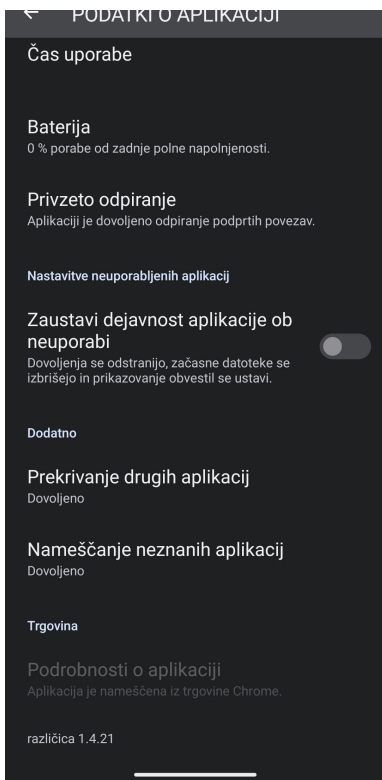 PODATKI O APLIKACIJI
Čas uporabe
Baterija
0 % porabe od zadnje polne napolnjenosti.
Privzeto odpiranje
Aplikaciji je dovoljeno odpiranje podprtih povezav.
Nastavitve neuporabljenih aplikacij
Zaustavi dejavnost aplikacije ob
neuporabi
Dovoljenja se odstranijo, začasne datoteke se
izbrišejo in prikazovanje obvestil se ustavi.
Dodatno
Prekrivanje drugih aplikacij
Dovoljeno
Nameščanje neznanih aplikacij
Dovoljeno
Trgovina
Podrobnosti o aplikaciji
Aplikacija je nameščena iz trgovine Chrome.
različica 1.4.21